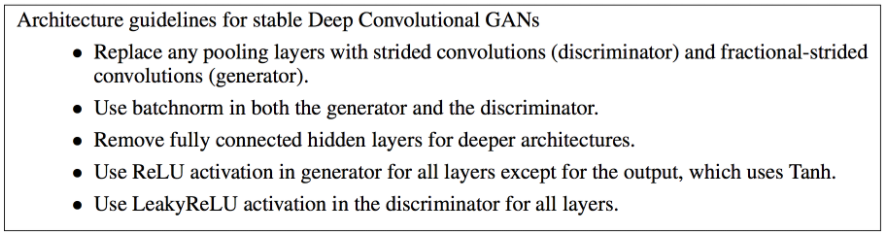 Architecture guidelines for stable Deep Convolutional GANs
• Replace any pooling layers with strided convolutions (discriminator) and fractional-strided
convolutions (generator).
• Use batchnorm in both the generator and the discriminator.
• Remove fully connected hidden layers for deeper architectures.
• Use ReLU activation in generator for all layers except for the output, which uses Tanh.
• Use LeakyReLU activation in the discriminator for all layers.